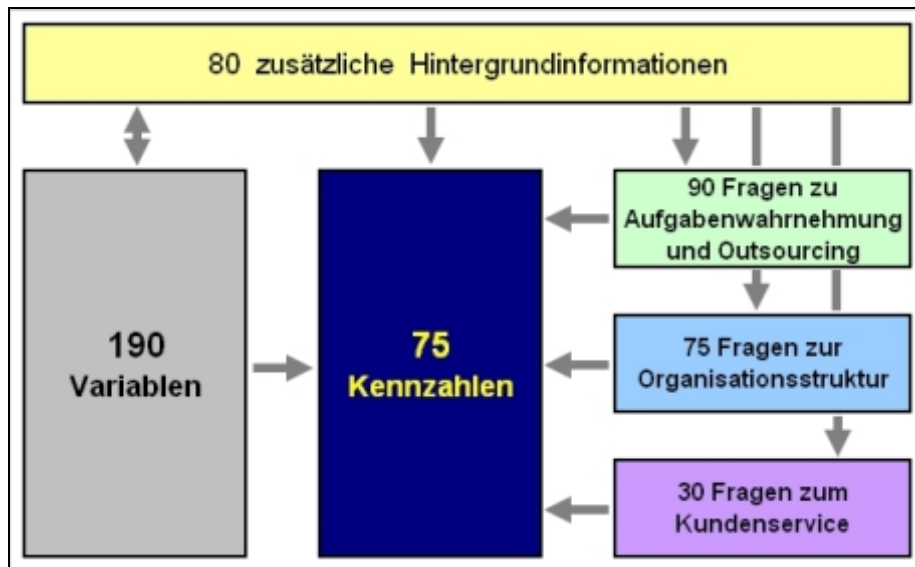 80 zusätzliche Hintergrundinformationen
190
Variablen
75
Kennzahlen
90 Fragen zu
Aufgabenwahrnehmung
und Outsourcing
75 Fragen zur
Organisationsstruktur
30 Fragen zum
Kundenservice